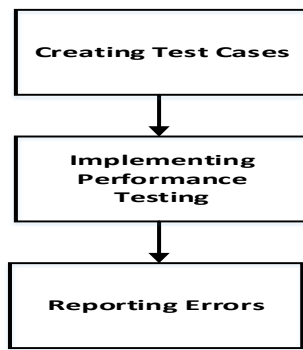 Creating Test Cases
Implementing
Performance
Testing
Reporting Errors